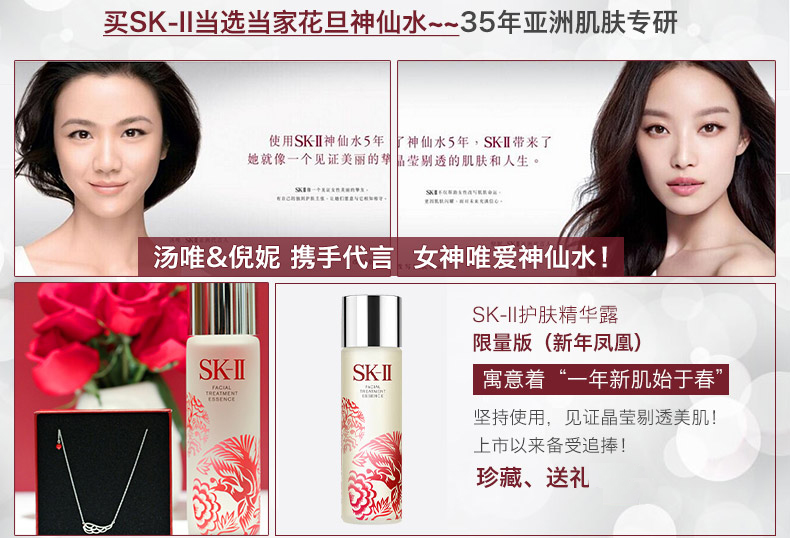 买SK-II当选当家花旦神仙水~~35年亚洲肌肤专研
使用SK-II神仙水5年
她就像一个见证美丽的挚
了神仙水5年，SK-II带来了
晶莹剔透的肌肤和人生。
汤唯&倪妮 携手代言 女神唯爱神仙水！
SK-II
FACIAL
TREATMENT
ESSENCE
SK-II
FACIAL
TREATMENT
ESSENCE
SK-II护肤精华露
限量版（新年凤凰）
寓意着“一年新肌始于春”
坚持使用，见证晶莹剔透美肌！
上市以来备受追捧！
珍藏、送礼